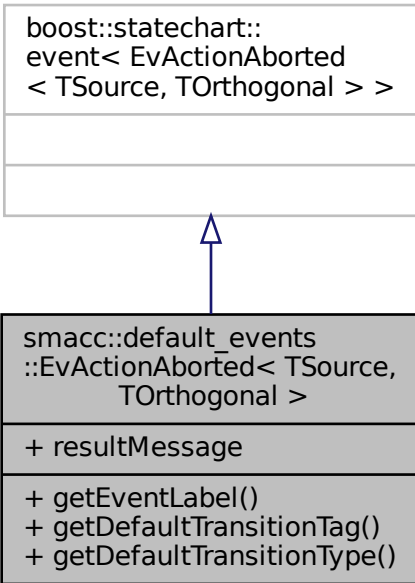 boost::statechart::
event< EvActionAborted
< TSource, TOrthogonal > >
smacc::default_events
::EvActionAborted< TSource,
TOrthogonal >
+ resultMessage
+ getEventLabel()
+ getDefaultTransitionTag()
+ getDefaultTransitionType()